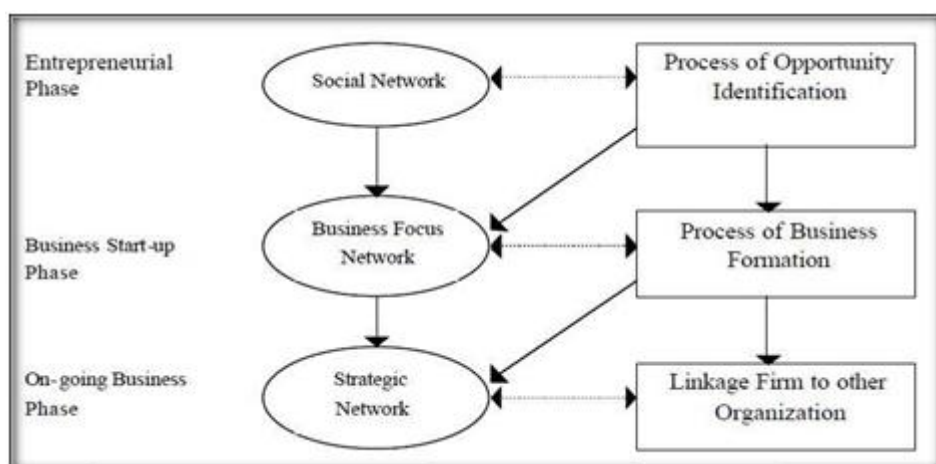 Entrepreneurial
Phase
Social Network
Process of Opportunity
Identification
Business Start-up
Phase
Business Focus
Network
Process of Business
Formation
On-going Business
Phase
Strategic
Network
Linkage Firm to other
Organization